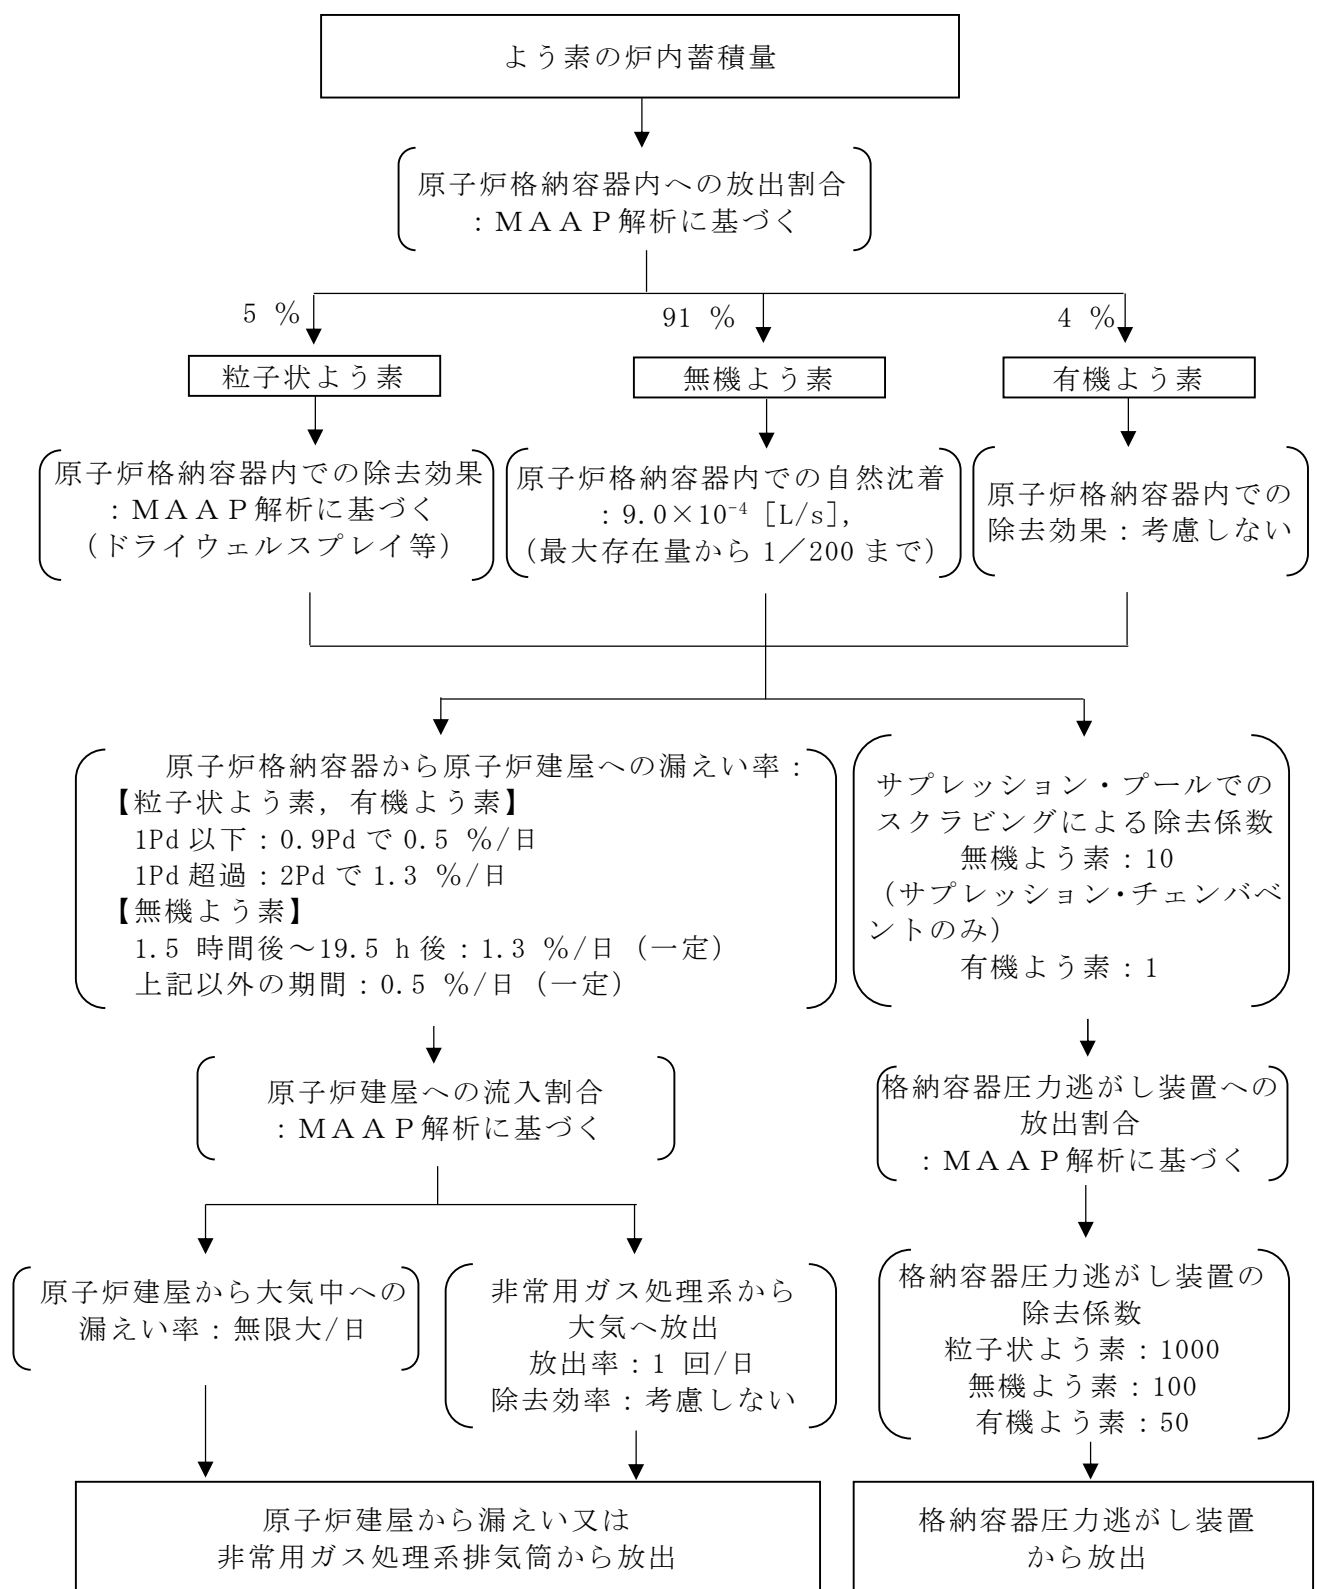 よう素の炉内蓄積量
原子炉格納容器内への放出割合
：ＭＡＡＰ解析に基づく
5 %
91 %
4 %
粒子状よう素
無機よう素
有機よう素
原子炉格納容器内での除去効果
：ＭＡＡＰ解析に基づく
（ドライウェルスプレイ等）
原子炉格納容器内での自然沈着
：9.0×10⁻⁴ [L/s],
（最大存在量から 1／200 まで）
原子炉格納容器内での
除去効果：考慮しない
原子炉格納容器から原子炉建屋への漏えい率：
【粒子状よう素, 有機よう素】
1Pd 以下：0.9Pd で 0.5 %/日
1Pd 超過：2Pd で 1.3 %/日
【無機よう素】
1.5 時間後～19.5 h 後：1.3 %/日（一定）
上記以外の期間：0.5 %/日（一定）
サプレッション・プールでの
スクラビングによる除去係数
無機よう素：10
（サプレッション・チェンバベ
ントのみ）
有機よう素：1
原子炉建屋への流入割合
：ＭＡＡＰ解析に基づく
格納容器圧力逃がし装置への
放出割合
：ＭＡＡＰ解析に基づく
原子炉建屋から大気中への
漏えい率：無限大/日
非常用ガス処理系から
大気へ放出
放出率：1 回/日
除去効率：考慮しない
格納容器圧力逃がし装置の
除去係数
粒子状よう素：1000
無機よう素：100
有機よう素：50
原子炉建屋から漏えい又は
非常用ガス処理系排気筒から放出
格納容器圧力逃がし装置
から放出